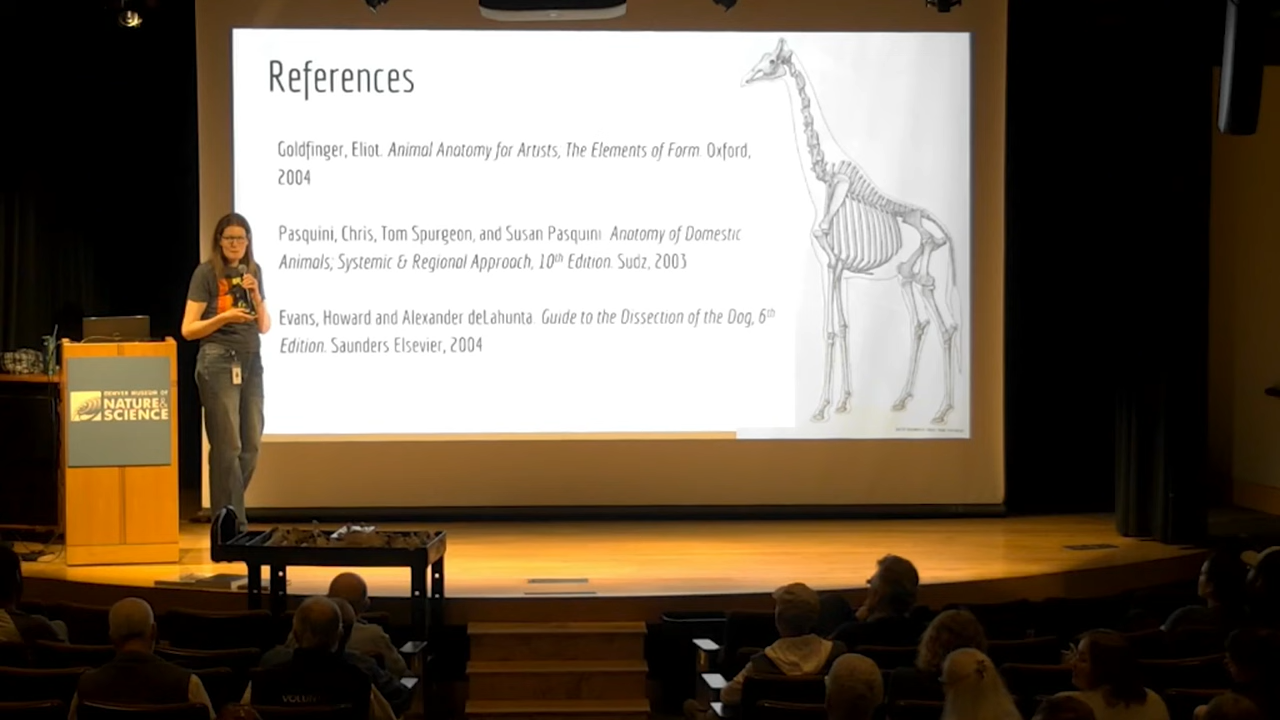 References
Goldfinger, Eliot. Animal Anatomy for Artists, The Elements of Form. Oxford,
2004
Pasquini, Chris, Tom Spurgeon, and Susan Pasquini. Anatomy of Domestic
Animals; Systemic & Regional Approach, 10th Edition. Sudz, 2003
Evans, Howard and Alexander deLahunta. Guide to the Dissection of the Dog, 6th
Edition. Saunders Elsevier, 2004
DENVER MUSEUM OF
NATURE &
SCIENCE